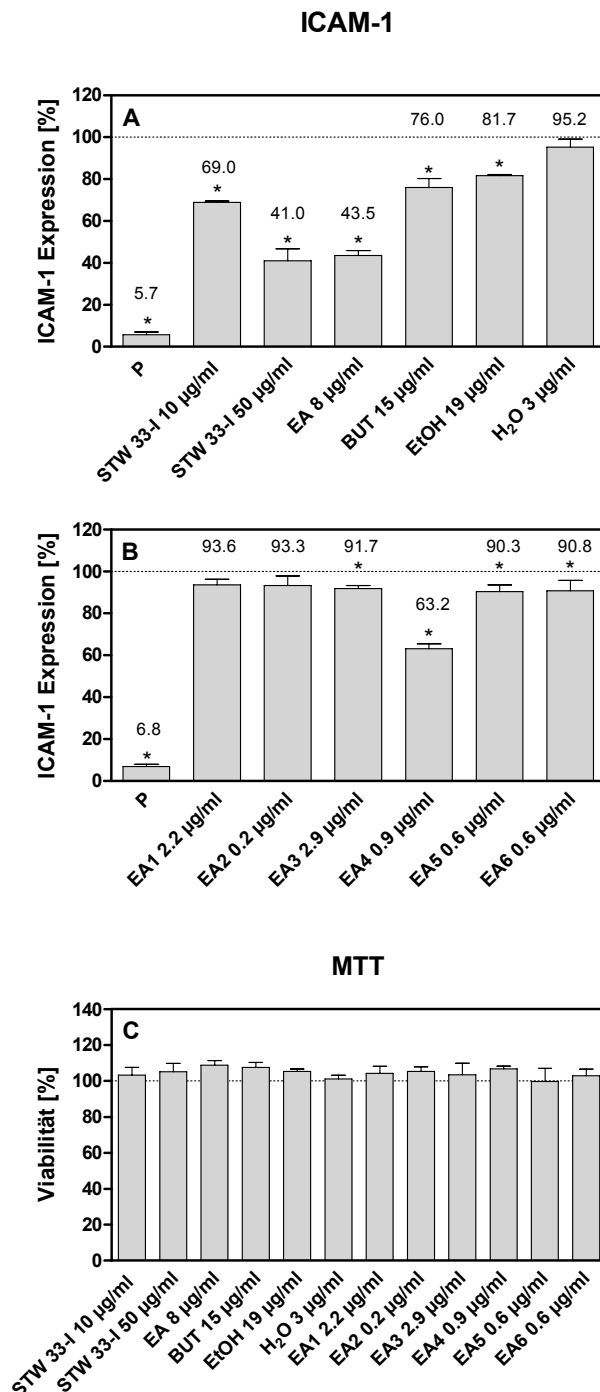 ICAM-1
A
ICAM-1 Expression [%]
120
100
80
60
40
20
0
5.7
69.0
41.0
43.5
76.0
81.7
95.2
* * * * * *
P
STW 33-I 10 µg/ml
STW 33-I 50 µg/ml
EA 8 µg/ml
BUT 15 µg/ml
EtOH 19 µg/ml
H₂O 3 µg/ml
B
ICAM-1 Expression [%]
120
100
80
60
40
20
0
6.8
93.6
93.3
91.7
63.2
90.3
90.8
* * * * *
P
EA1 2.2 µg/ml
EA2 0.2 µg/ml
EA3 2.9 µg/ml
EA4 0.9 µg/ml
EA5 0.6 µg/ml
EA6 0.6 µg/ml
MTT
C
Viabilität [%]
140
120
100
80
60
40
20
0
STW 33-I 10 µg/ml
STW 33-I 50 µg/ml
EA 8 µg/ml
BUT 15 µg/ml
EtOH 19 µg/ml
H₂O 3 µg/ml
EA1 2.2 µg/ml
EA2 0.2 µg/ml
EA3 2.9 µg/ml
EA4 0.9 µg/ml
EA5 0.6 µg/ml
EA6 0.6 µg/ml